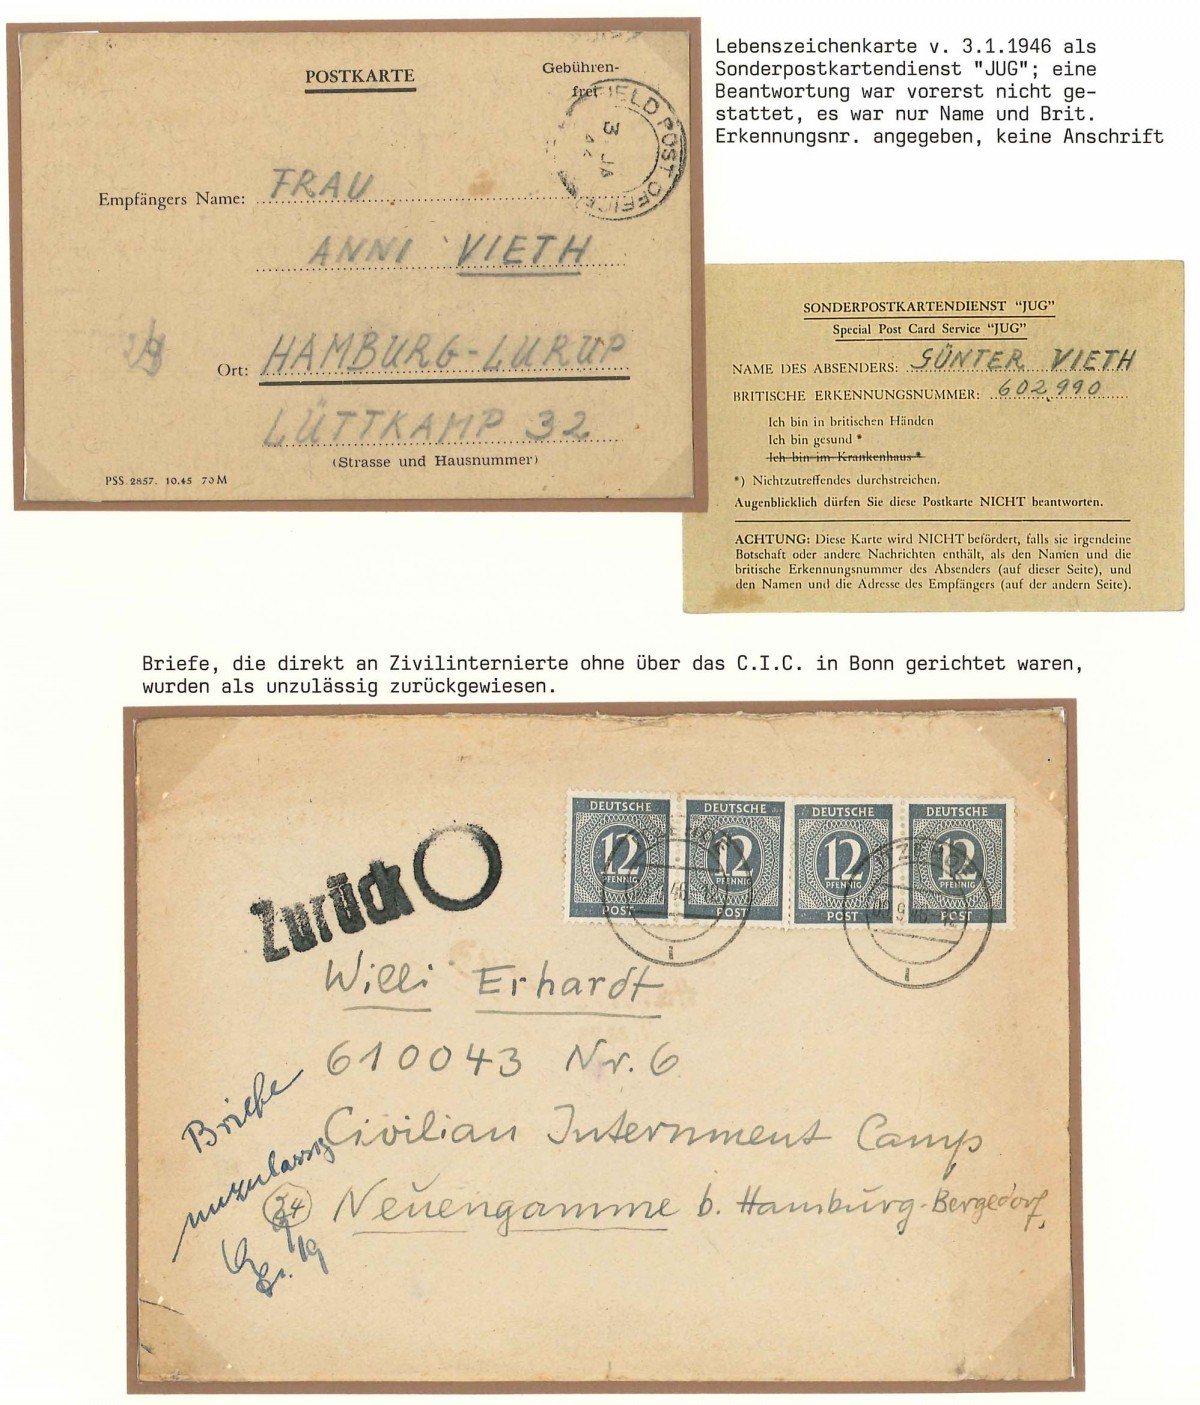 Lebenszeichenkarte v. 3.1.1946 als
Sonderpostkartendienst "JUG"; eine
Beantwortung war vorerst nicht ge-
stattet, es war nur Name und Brit.
Erkennungsnr. angegeben, keine Anschrift
POSTKARTE
Gebühren-
frei
FIELD POST OFFICE
3 JA
Empfängers Name: FRAU
ANNI VIETH
Ort: HAMBURG-LURUP
LÜTTKAMP 32
(Strasse und Hausnummer)
PSS 2857. 10.45 70M
SONDERPOSTKARTENDIENST “JUG”
Special Post Card Service “JUG”
NAME DES ABSENDERS: GÜNTER VIETH
BRITISCHE ERKENNUNGSNUMMER: 602.990
Ich bin in britischen Händen
Ich bin gesund *
Ich bin im Krankenhaus *
*) Nichtzutreffendes durchstreichen.
Augenblicklich dürfen Sie diese Postkarte NICHT beantworten.
ACHTUNG: Diese Karte wird NICHT befördert, falls sie irgendeine
Botschaft oder andere Nachrichten enthält, als den Namen und die
britische Erkennungsnummer des Absenders (auf dieser Seite), und
den Namen und die Adresse des Empfängers (auf der andern Seite).
Briefe, die direkt an Zivilinternierte ohne über das C.I.C. in Bonn gerichtet waren,
wurden als unzulässig zurückgewiesen.
DEUTSCHE DEUTSCHE DEUTSCHE DEUTSCHE
12 12 12 12
PFENNIG PFENNIG PFENNIG PFENNIG
POST POST POST POST
Zurück
Willi Erhardt
610043 Nr. 6
Civilian Internment Camp
Neuengamme b. Hamburg-Bergedorf,
Briefe
unzulässig
24